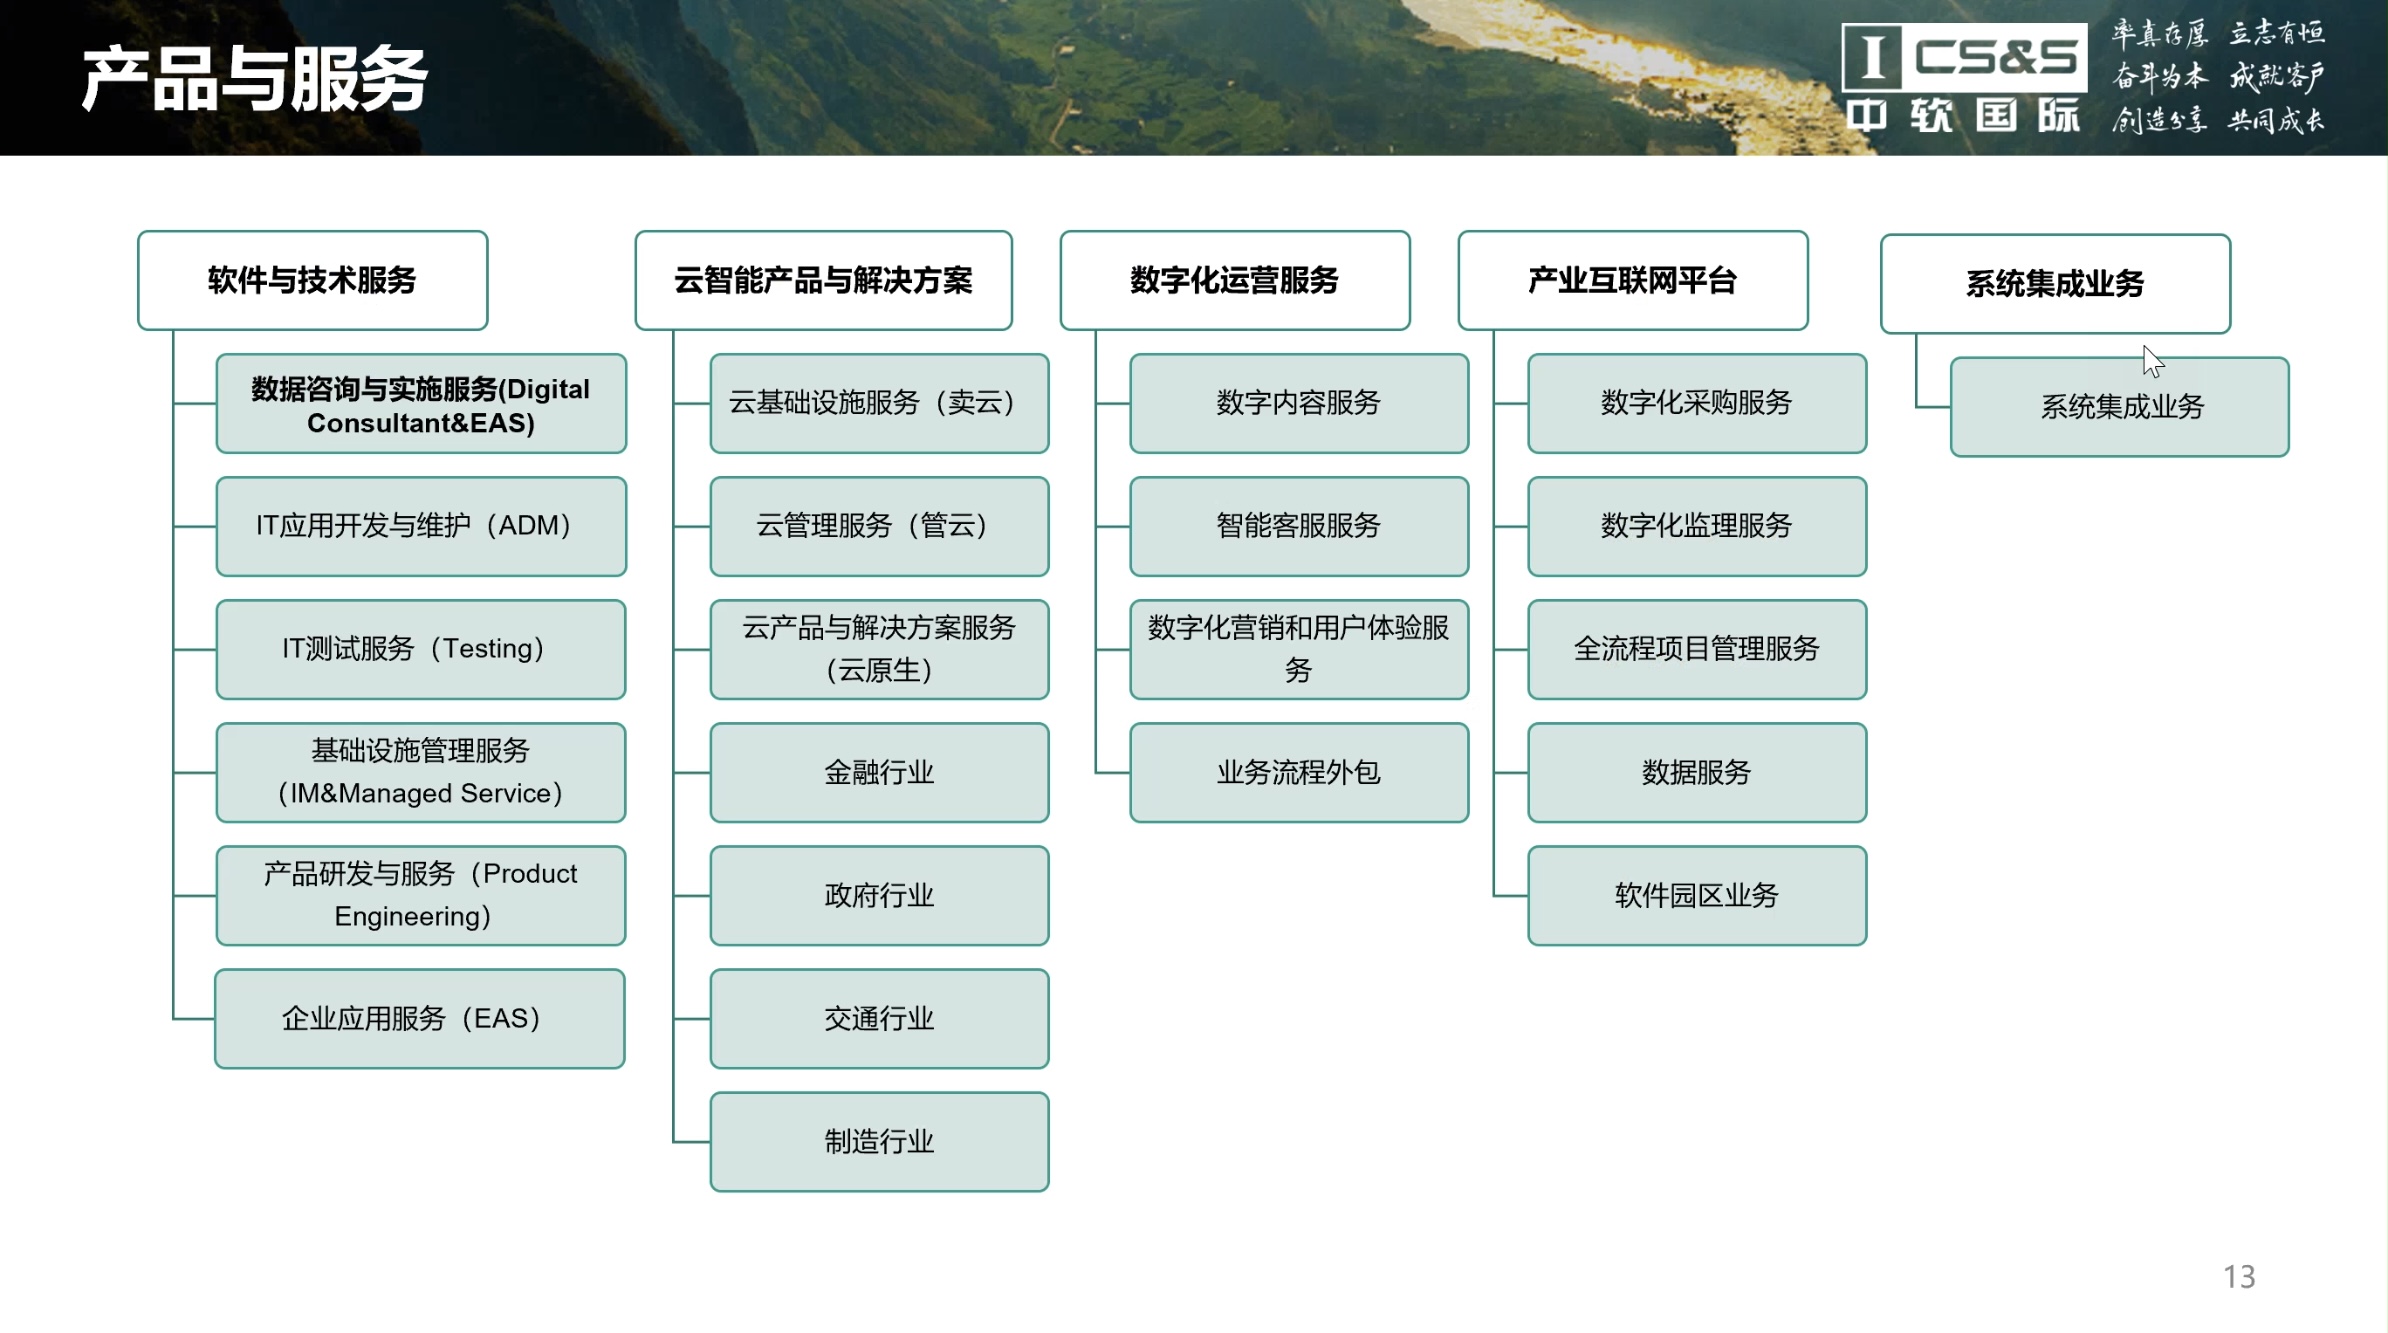 产品与服务
I CS&S
中软国际
率真存厚 立志有恒
奋斗为本 成就客户
创造分享 共同成长
软件与技术服务
数据咨询与实施服务(Digital
Consultant&EAS)
IT应用开发与维护（ADM）
IT测试服务（Testing）
基础设施管理服务
（IM&Managed Service）
产品研发与服务（Product
Engineering）
企业应用服务（EAS）
云智能产品与解决方案
云基础设施服务（卖云）
云管理服务（管云）
云产品与解决方案服务
（云原生）
金融行业
政府行业
交通行业
制造行业
数字化运营服务
数字内容服务
智能客服服务
数字化营销和用户体验服
务
业务流程外包
产业互联网平台
数字化采购服务
数字化监理服务
全流程项目管理服务
数据服务
软件园区业务
系统集成业务
系统集成业务
13